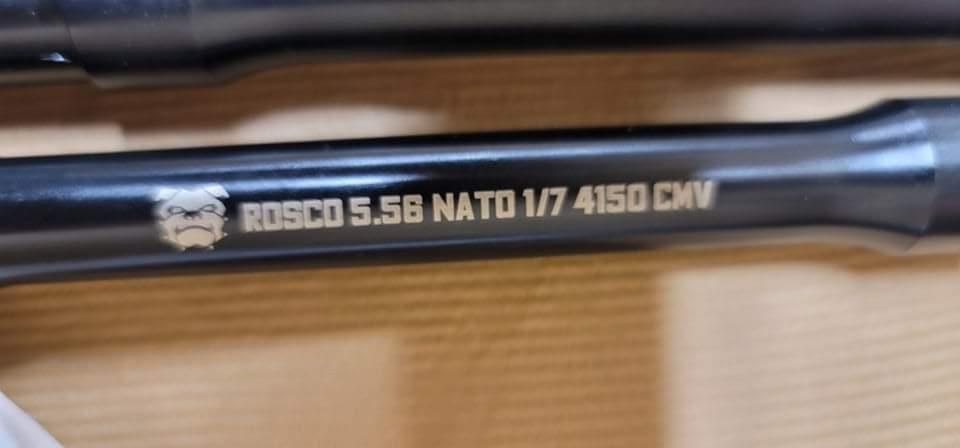 ROSCO 5.56 NATO 1/7 4150 CMV